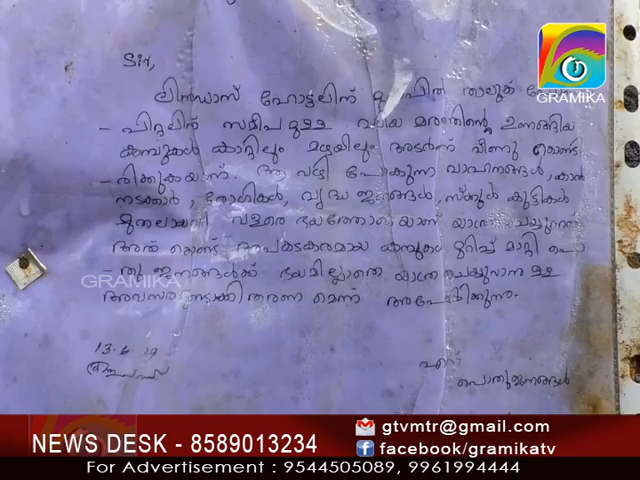 Sir,
ലിൻഡാസ് ഹോട്ടലിന് മുൻപിൽ താലൂക്ക്
GRAMIKA
- പിറ്റലിന് സമീപമുള്ള വലിയ മരത്തിന്റെ ഉണങ്ങിയ
കമ്പുകൾ കാറ്റിലും മഴയിലും അടർന്ന് വീണു കൊണ്ടി
- രിക്കുകയാണ്. ആ വഴി പോകുന്ന വാഹനങ്ങൾ, കാൽ
നടക്കാർ, രോഗികൾ, വൃദ്ധ ജനങ്ങൾ, സ്കൂൾ കുട്ടികൾ
മുതലായവർ വളരെ ഭയത്തോടെയാണ് യാത്ര ചെയ്യുന്നത്
അത് കൊണ്ട് അപകടകരമായ കമ്പുകൾ മുറിച്ച് മാറ്റി പൊ
- തു ജനങ്ങൾക്ക് ഭയമില്ലാതെ യാത്ര ചെയ്യുവാനുള്ള
GRAMIKA
അവസരമുണ്ടാക്കി തരണമെന്ന് അപേക്ഷിക്കുന്നു.
13.6.19
എന്ന്
പൊതുജനങ്ങൾ
NEWS DESK - 8589013234
gtvmtr@gmail.com
facebook/gramikatv
For Advertisement : 9544505089, 9961994444